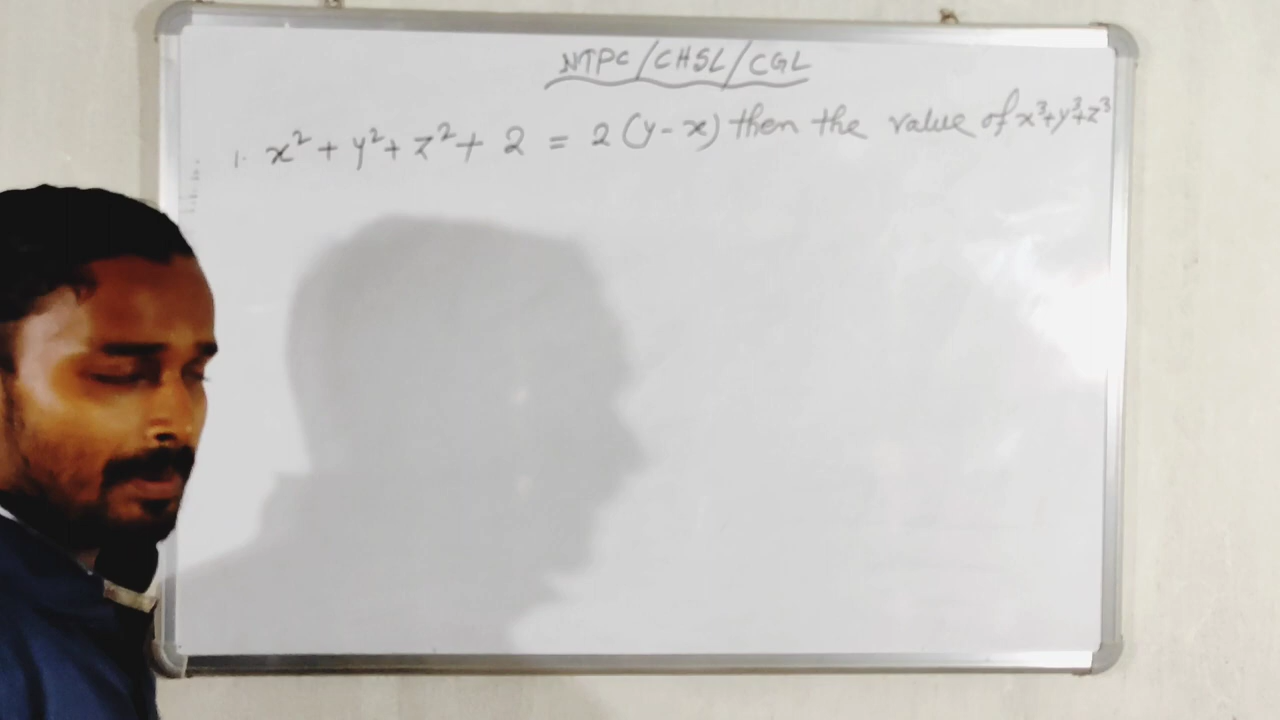 NTPC/CHSL/CGL
1. x²+y²+z²+2 = 2(y-x) then the value of x³+y³+z³